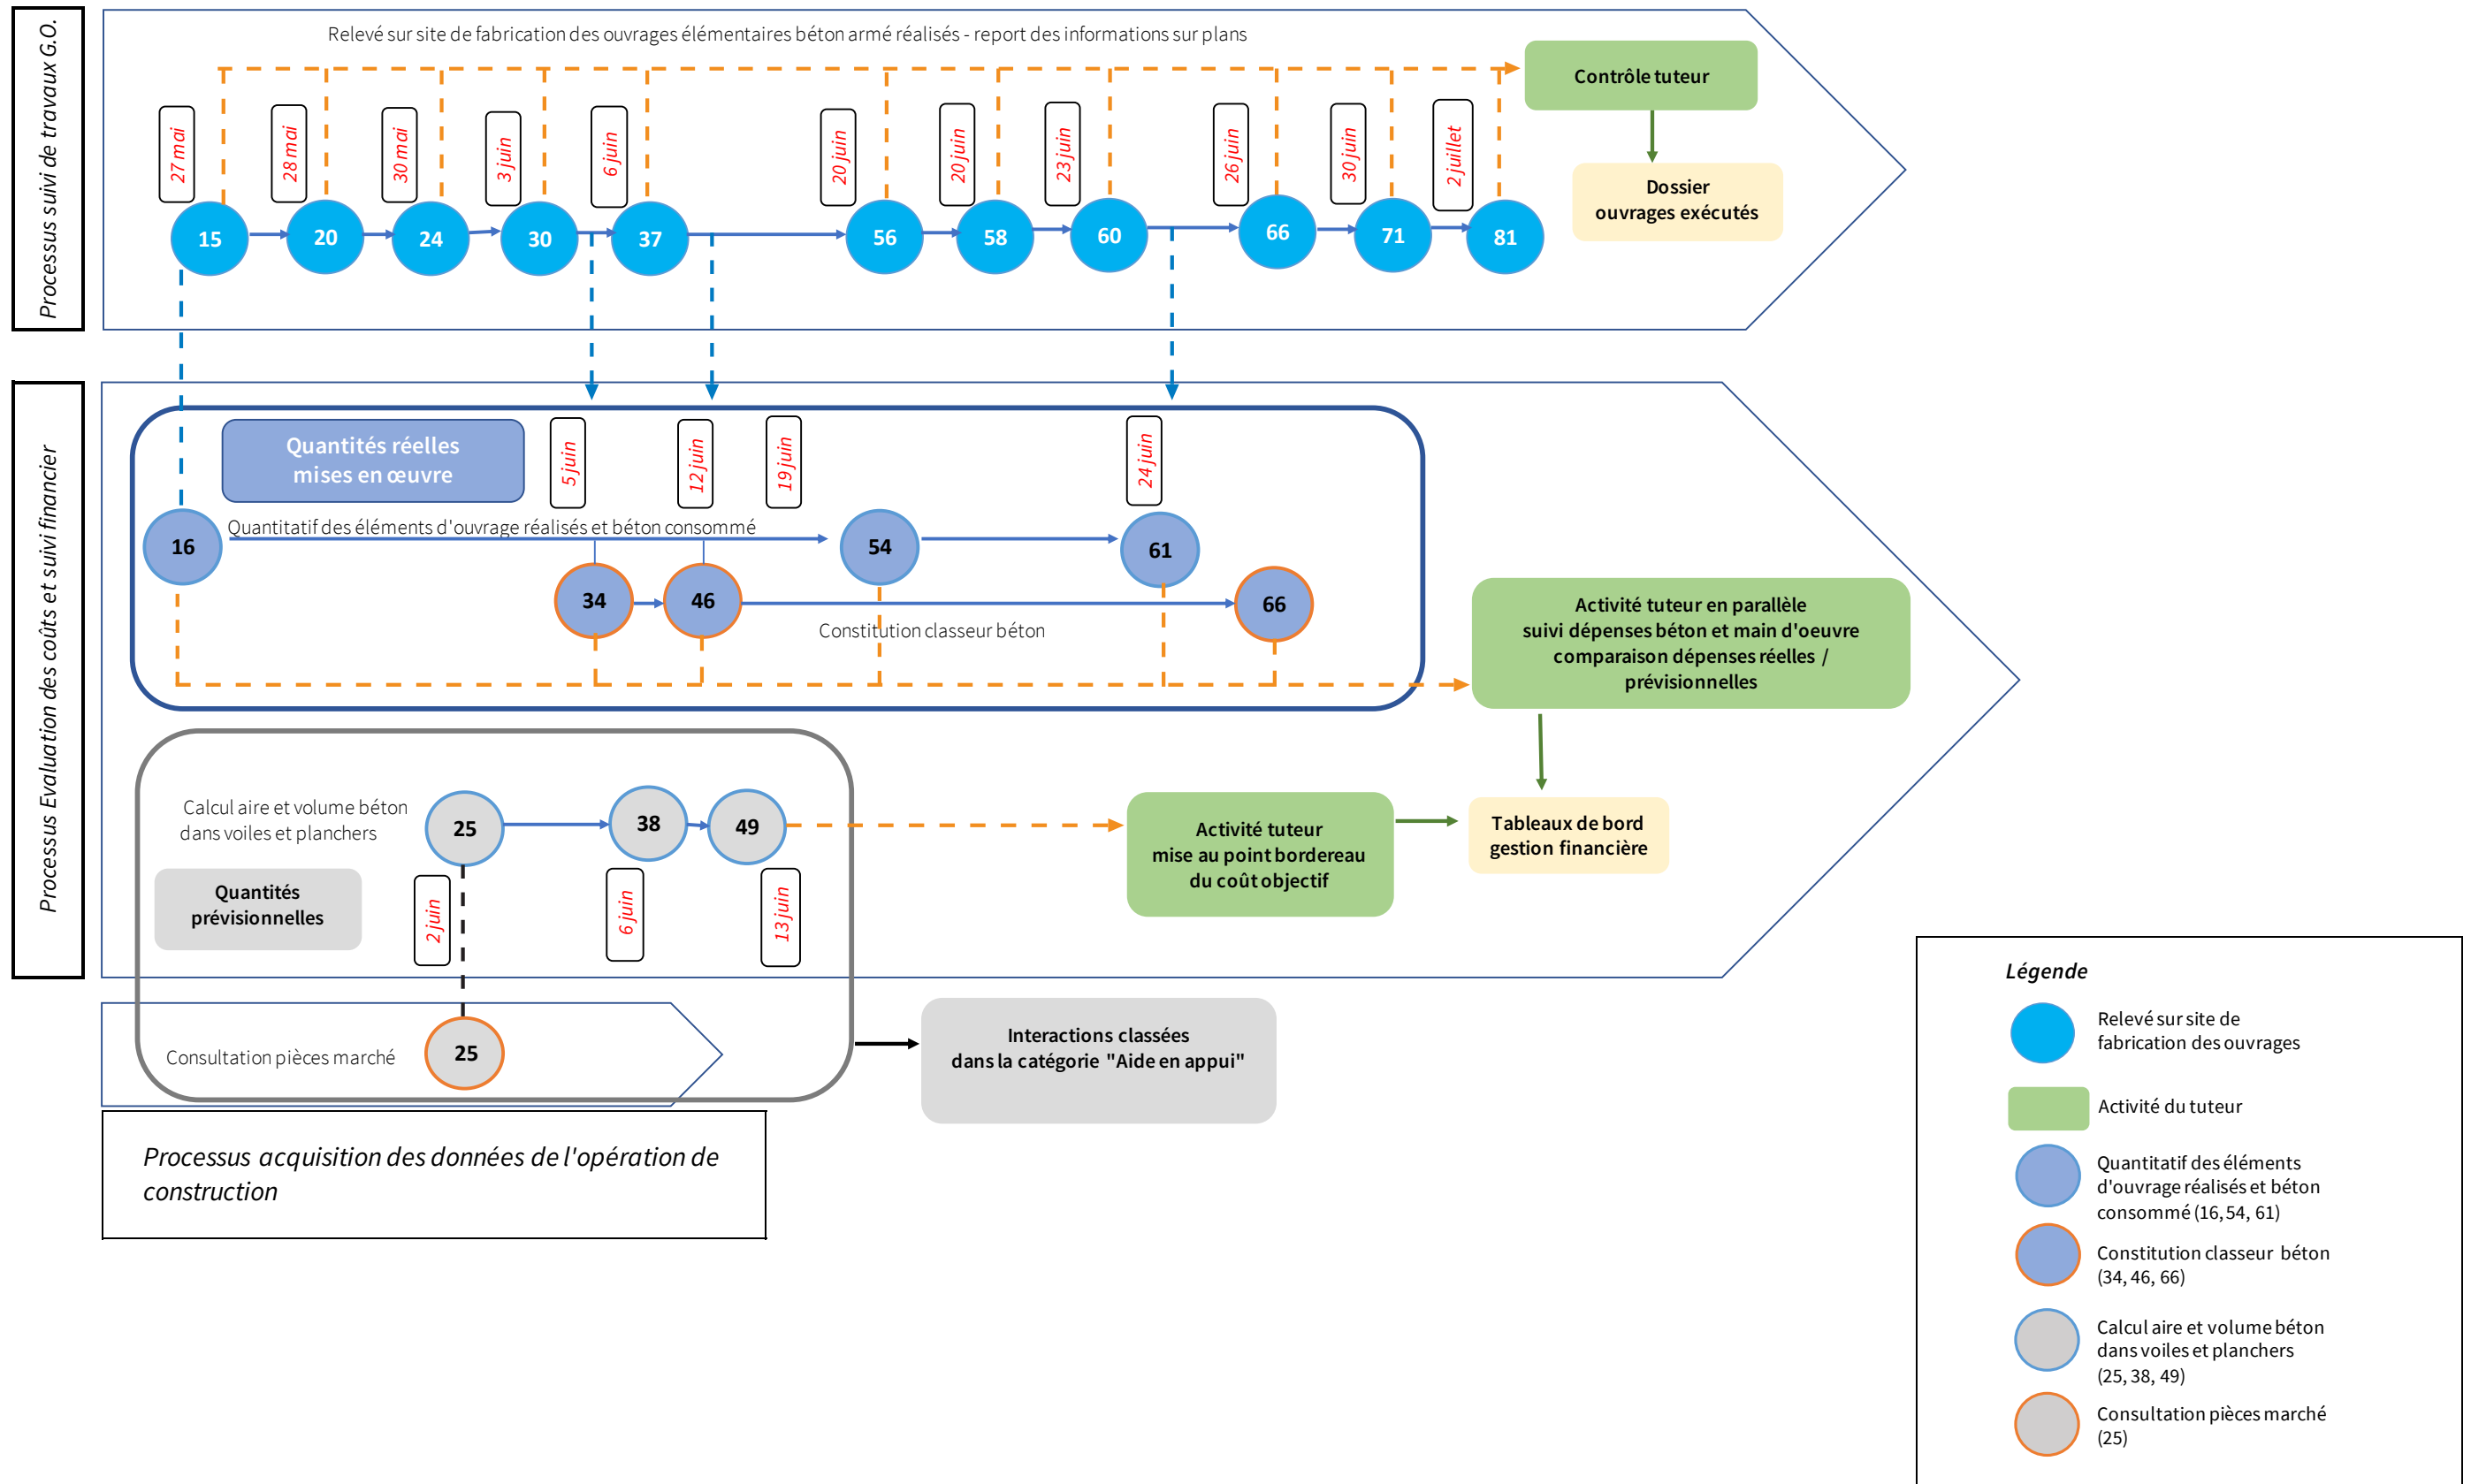 Processus suivi de travaux G.O.
Relevé sur site de fabrication des ouvrages élémentaires béton armé réalisés - report des informations sur plans
Contrôle tuteur
27 mai
28 mai
30 mai
3 juin
6 juin
20 juin
20 juin
23 juin
26 juin
30 juin
2 juillet
Dossier
ouvrages exécutés
15
20
24
30
37
56
58
60
66
71
81
Processus Evaluation des coûts et suivi financier
Quantités réelles
mises en œuvre
5 juin
12 juin
19 juin
24 juin
Quantitatif des éléments d'ouvrage réalisés et béton consommé
16
54
61
34
46
66
Constitution classeur béton
Activité tuteur en parallèle
suivi dépenses béton et main d'oeuvre
comparaison dépenses réelles /
prévisionnelles
Calcul aire et volume béton
dans voiles et planchers
25
38
49
Activité tuteur
mise au point bordereau
du coût objectif
Tableaux de bord
gestion financière
Quantités
prévisionnelles
2 juin
6 juin
13 juin
Consultation pièces marché
25
Interactions classées
dans la catégorie "Aide en appui"
Processus acquisition des données de l'opération de
construction
Légende
Relevé sur site de
fabrication des ouvrages
Activité du tuteur
Quantitatif des éléments
d'ouvrage réalisés et béton
consommé (16, 54, 61)
Constitution classeur béton
(34, 46, 66)
Calcul aire et volume béton
dans voiles et planchers
(25, 38, 49)
Consultation pièces marché
(25)